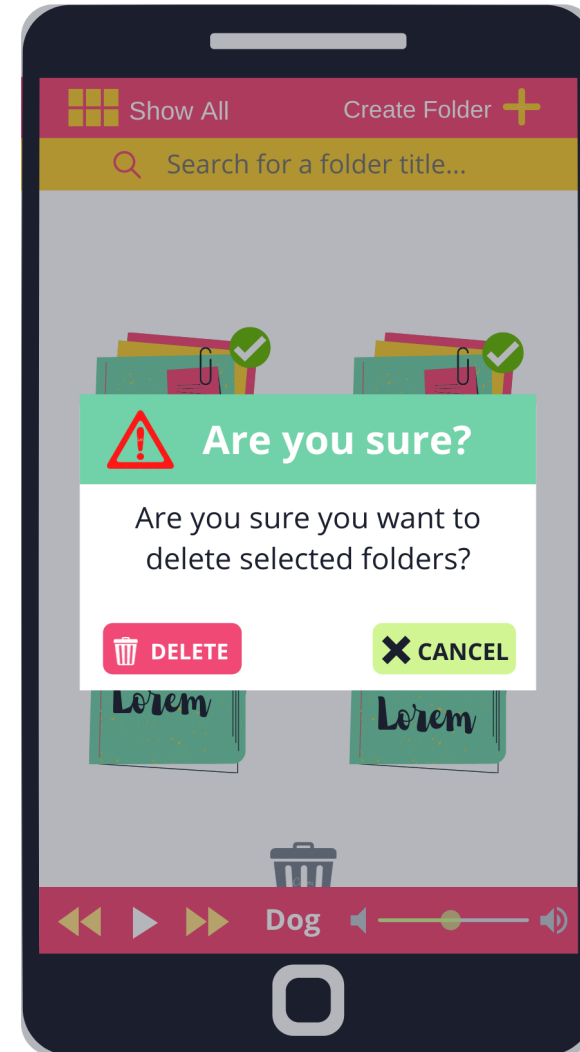 Show All
Create Folder
Search for a folder title...
Are you sure?
Are you sure you want to
delete selected folders?
DELETE
CANCEL
Lorem
Lorem
Dog